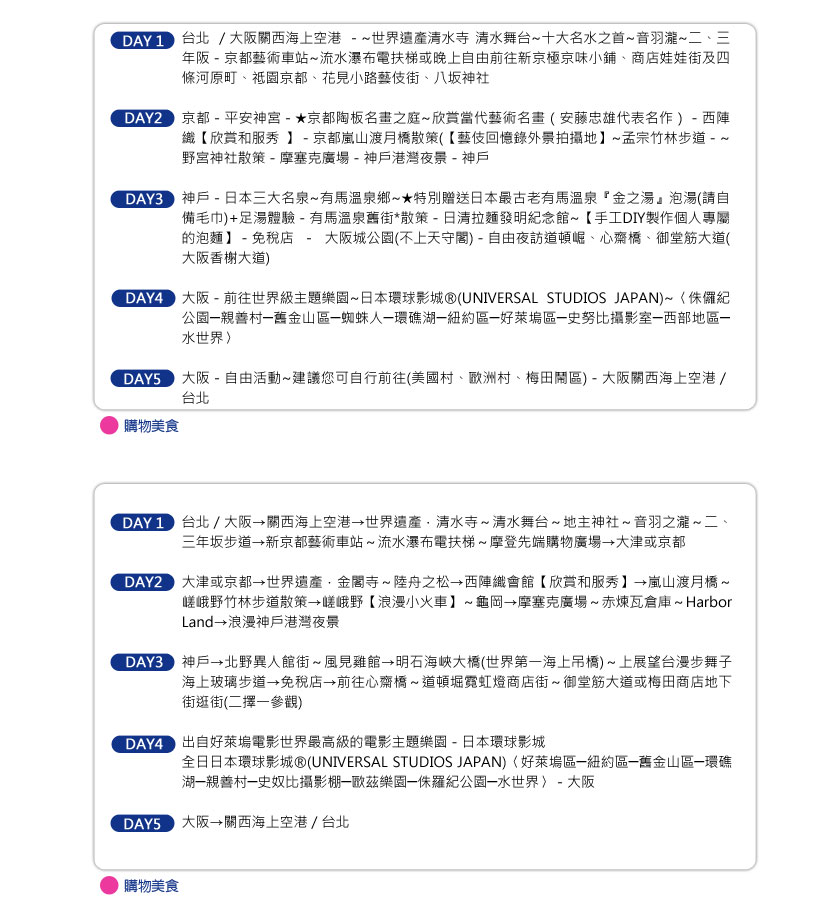 DAY 1 台北 / 大阪關西海上空港 - ~世界遺產清水寺 清水舞台~十大名水之首~音羽瀧~二、三
年阪 - 京都藝術車站~流水瀑布電扶梯或晚上自由前往新京極京味小鋪、商店娃娃街及四
條河原町、祗園京都、花見小路藝伎街、八坂神社
DAY2 京都 - 平安神宮 - ★京都陶板名畫之庭~欣賞當代藝術名畫 ( 安藤忠雄代表名作 ) - 西陣
織【 欣賞和服秀 】 - 京都嵐山渡月橋散策(【藝伎回憶錄外景拍攝地】~孟宗竹林步道 - ~
野宮神社散策 - 摩塞克廣場 - 神戶港灣夜景 - 神戶
DAY3 神戶 - 日本三大名泉~有馬溫泉鄉~★特別贈送日本最古老有馬溫泉『金之湯』泡湯(請自
備毛巾)+足湯體驗 - 有馬溫泉舊街*散策 - 日清拉麵發明紀念館~【手工DIY製作個人專屬
的泡麵】 - 免稅店 - 大阪城公園(不上天守閣) - 自由夜訪道頓崛、心齋橋、御堂筋大道(
大阪香榭大道)
DAY4 大阪 - 前往世界級主題樂園~日本環球影城®(UNIVERSAL STUDIOS JAPAN)~〈 侏儸紀
公園─親善村─舊金山區─蜘蛛人─環礁湖─紐約區─好萊塢區─史努比攝影室─西部地區─
水世界〉
DAY5 大阪 - 自由活動~建議您可自行前往(美國村、歐洲村、梅田鬧區) - 大阪關西海上空港 /
台北
購物美食
DAY 1 台北 / 大阪→關西海上空港→世界遺產．清水寺～清水舞台～地主神社～音羽之瀧～二、
三年坂步道→新京都藝術車站～流水瀑布電扶梯～摩登先端購物廣場→大津或京都
DAY2 大津或京都→世界遺產．金閣寺～陸舟之松→西陣織會館【 欣賞和服秀】→嵐山渡月橋～
嵯峨野竹林步道散策→嵯峨野【浪漫小火車】～龜岡→摩塞克廣場～赤煉瓦倉庫～Harbor
Land→浪漫神戶港灣夜景
DAY3 神戶→北野異人館街～風見雞館→明石海峽大橋(世界第一海上吊橋)～上展望台漫步舞子
海上玻璃步道→免稅店→前往心齋橋～道頓堀霓虹燈商店街～御堂筋大道或梅田商店地下
街逛街(二擇一參觀)
DAY4 出自好萊塢電影世界最高級的電影主題樂園 - 日本環球影城
全日日本環球影城®(UNIVERSAL STUDIOS JAPAN)〈 好萊塢區─紐約區─舊金山區─環礁
湖─親善村─史奴比攝影棚─歐茲樂園─侏羅紀公園─水世界 〉 - 大阪
DAY5 大阪→關西海上空港 / 台北
購物美食